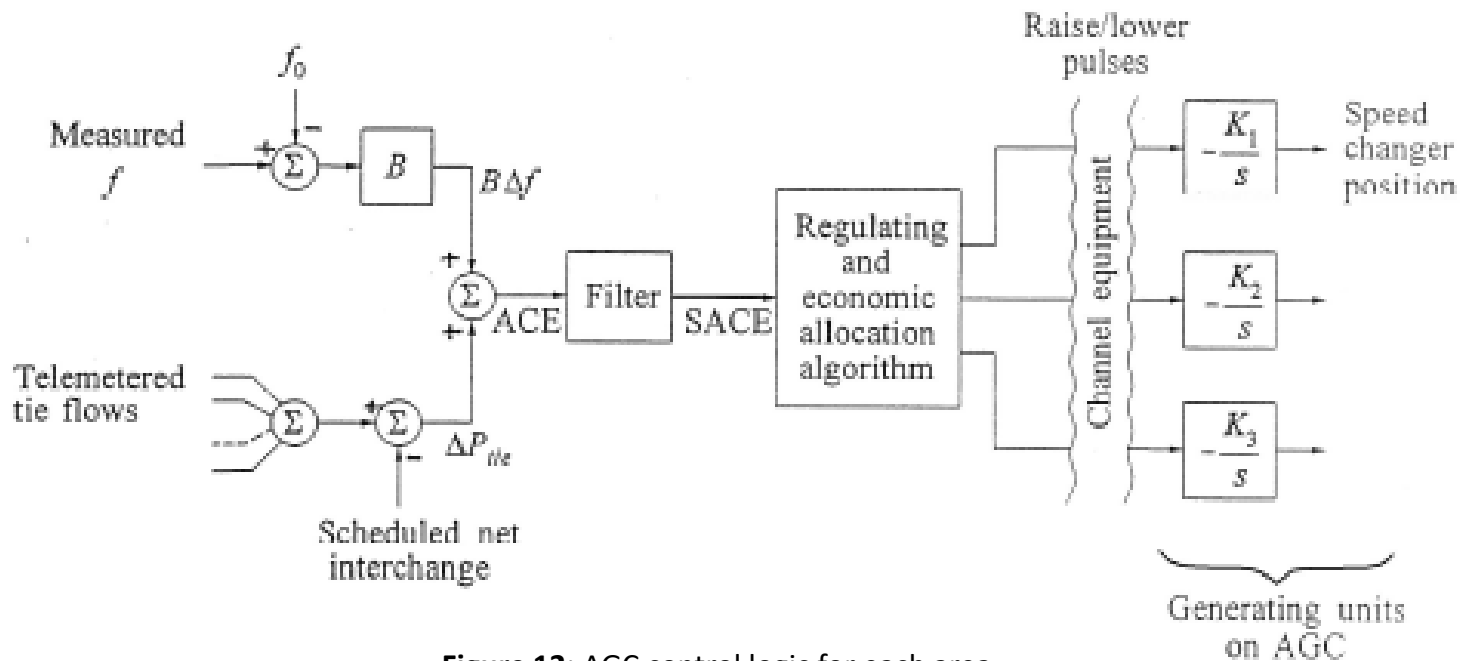 Raise/lower
pulses
f₀
Measured
f
+
−
Σ
B
BΔf
+
Σ
+
ACE
Filter
SACE
Regulating
and
economic
allocation
algorithm
Channel equipment
−K₁/s
Speed
changer
position
−K₂/s
−K₃/s
Telemetered
tie flows
Σ
+
Σ
−
ΔP_tie
Scheduled net
interchange
Generating units
on AGC
Figure 12: AGC control logic for each area